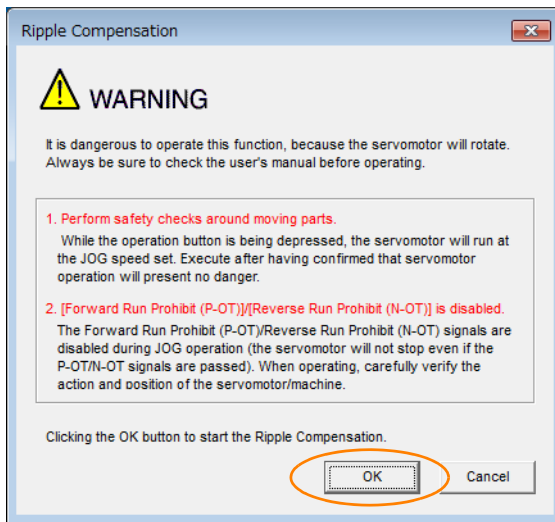 Ripple Compensation
WARNING
It is dangerous to operate this function, because the servomotor will rotate.
Always be sure to check the user's manual before operating.
1. Perform safety checks around moving parts.
While the operation button is being depressed, the servomotor will run at
the JOG speed set. Execute after having confirmed that servomotor
operation will present no danger.
2. [Forward Run Prohibit (P-OT)]/[Reverse Run Prohibit (N-OT)] is disabled.
The Forward Run Prohibit (P-OT)/Reverse Run Prohibit (N-OT) signals are
disabled during JOG operation (the servomotor will not stop even if the
P-OT/N-OT signals are passed). When operating, carefully verify the
action and position of the servomotor/machine.
Clicking the OK button to start the Ripple Compensation.
OK Cancel